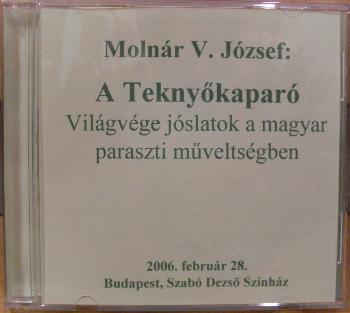 Molnár V. József:
A Teknyőkaparó
Világvége jóslatok a magyar
paraszti műveltségben
2006. február 28.
Budapest, Szabó Dezső Színház